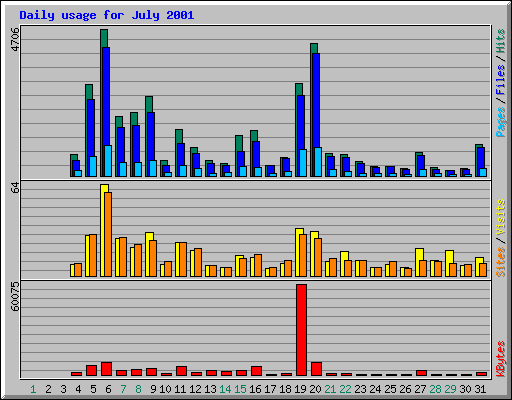 Daily usage for July 2001
4706
Pages / Files / Hits
64
Sites / Visits
60075
KBytes
1 2 3 4 5 6 7 8 9 10 11 12 13 14 15 16 17 18 19 20 21 22 23 24 25 26 27 28 29 30 31